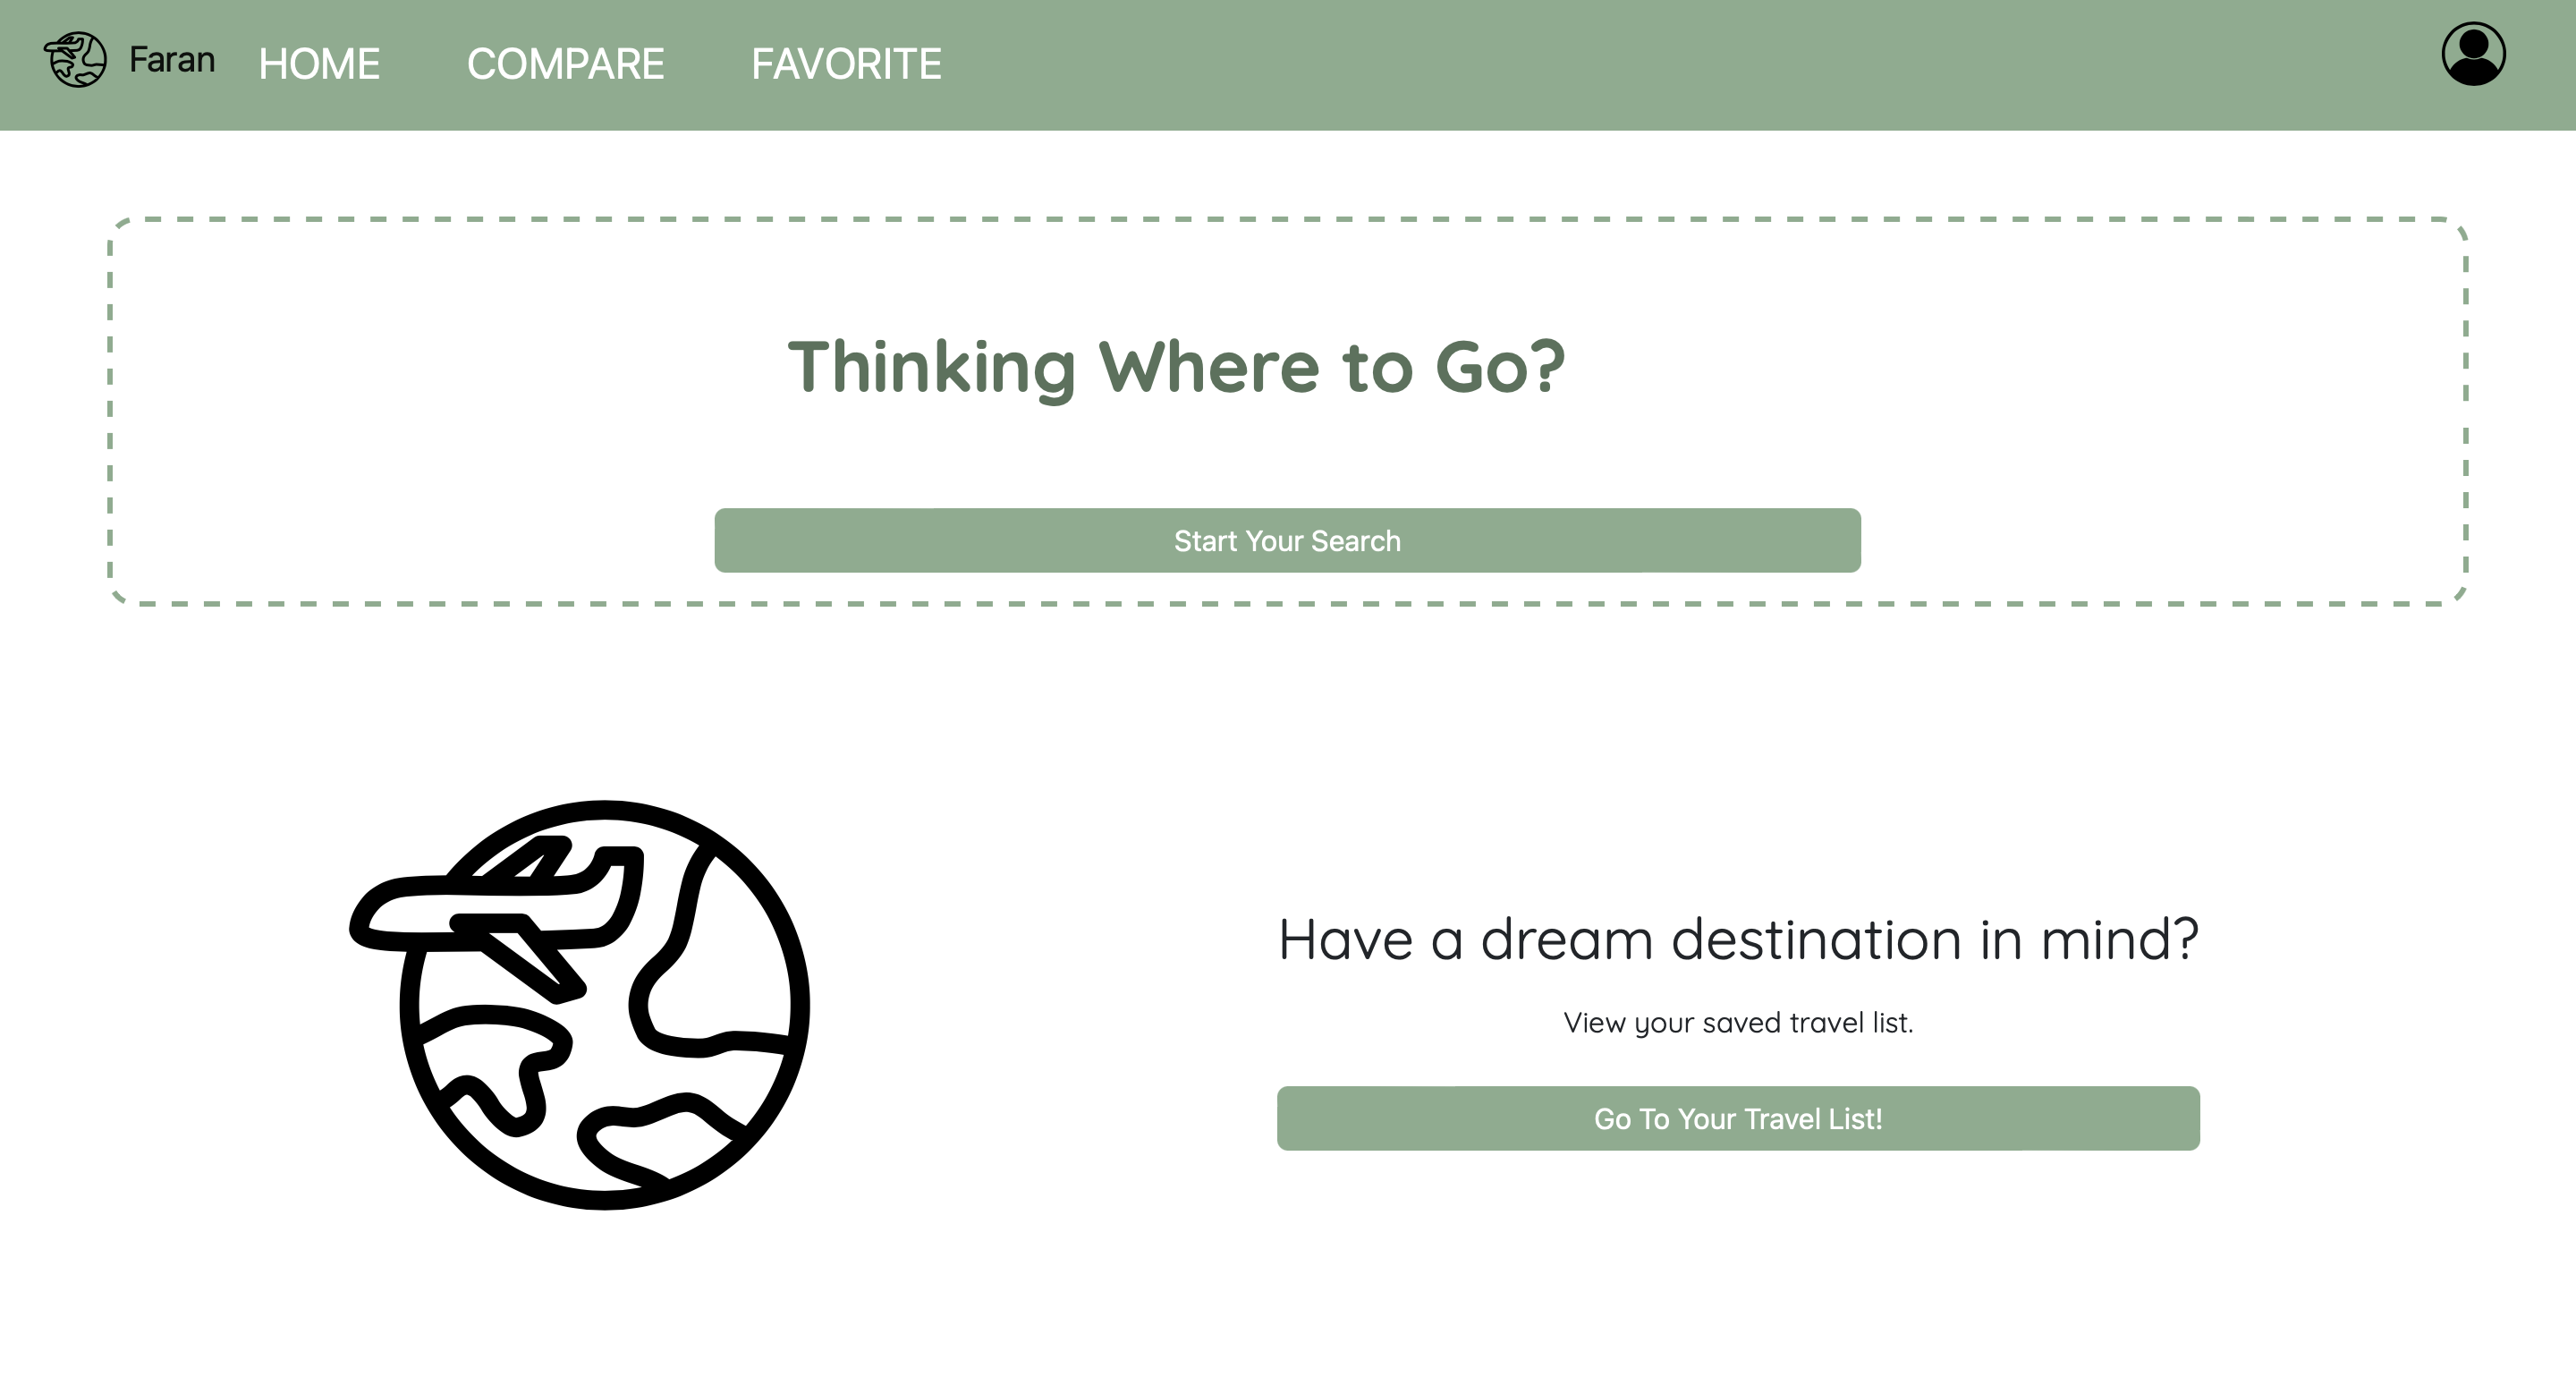 Faran HOME COMPARE FAVORITE
Thinking Where to Go?
Start Your Search
Have a dream destination in mind?
View your saved travel list.
Go To Your Travel List!